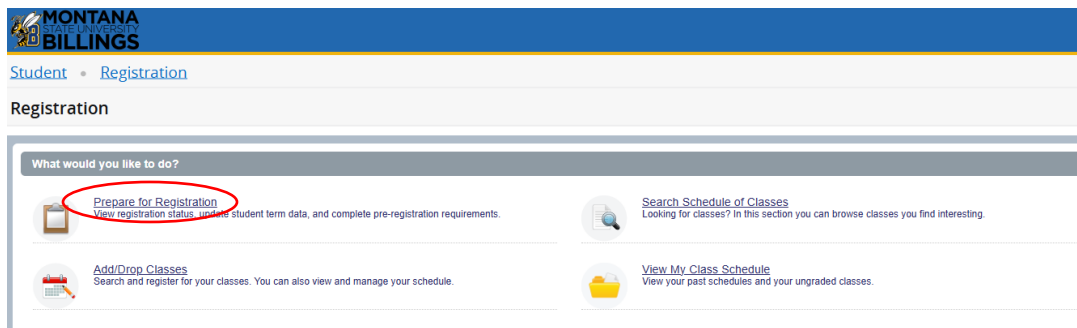 MONTANA
STATE UNIVERSITY
BILLINGS
Student • Registration
Registration
What would you like to do?
Prepare for Registration
View registration status, update student term data, and complete pre-registration requirements.
Search Schedule of Classes
Looking for classes? In this section you can browse classes you find interesting.
Add/Drop Classes
Search and register for your classes. You can also view and manage your schedule.
View My Class Schedule
View your past schedules and your ungraded classes.